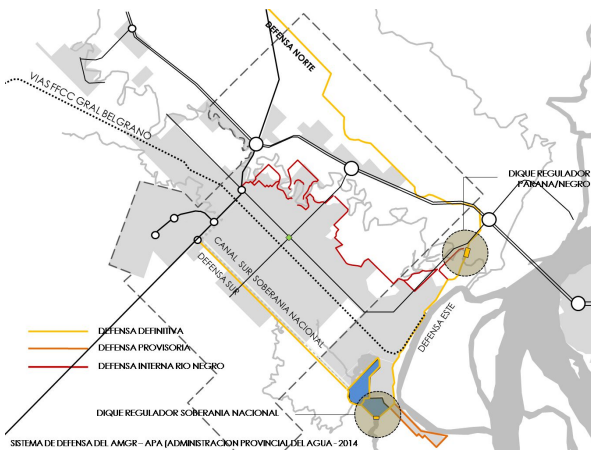 DEFENSA NORTE
VIAS FFCC GRAL BELGRANO
DIQUE REGULADOR
PARANA/NEGRO
CANAL SUR SOBERANIA NACIONAL
DEFENSA SUR
DEFENSA ESTE
DEFENSA DEFINITIVA
DEFENSA PROVISORIA
DEFENSA INTERNA RIO NEGRO
DIQUE REGULADOR SOBERANIA NACIONAL
SISTEMA DE DEFENSA DEL AMGR – APA (ADMINISTRACION PROVINCIAL DEL AGUA - 2014